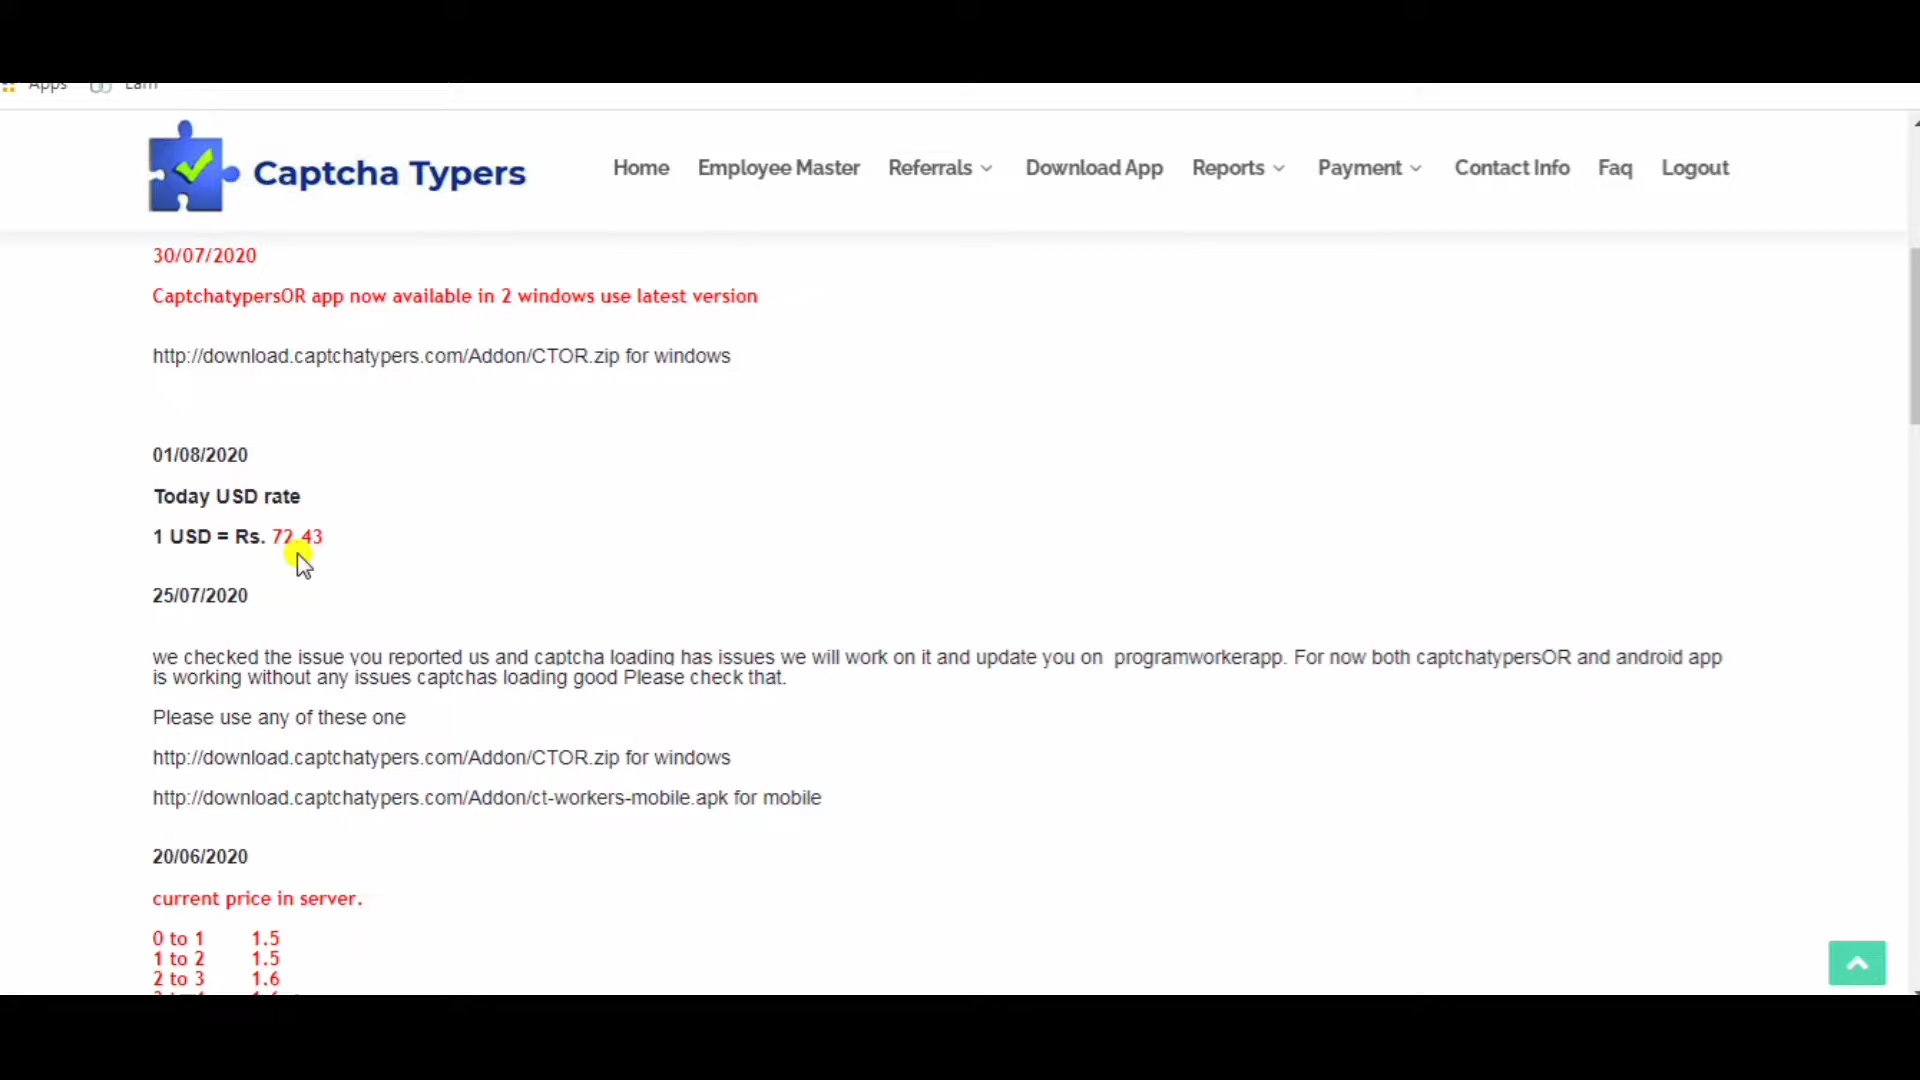 Apps Earn
Captcha Typers
Home Employee Master Referrals Download App Reports Payment Contact Info Faq Logout
30/07/2020
CaptchatypersOR app now available in 2 windows use latest version
http://download.captchatypers.com/Addon/CTOR.zip for windows
01/08/2020
Today USD rate
1 USD = Rs. 72.43
25/07/2020
we checked the issue you reported us and captcha loading has issues we will work on it and update you on programworkerapp. For now both captchatypersOR and android app
is working without any issues captchas loading good Please check that.
Please use any of these one
http://download.captchatypers.com/Addon/CTOR.zip for windows
http://download.captchatypers.com/Addon/ct-workers-mobile.apk for mobile
20/06/2020
current price in server.
0 to 1 1.5
1 to 2 1.5
2 to 3 1.6